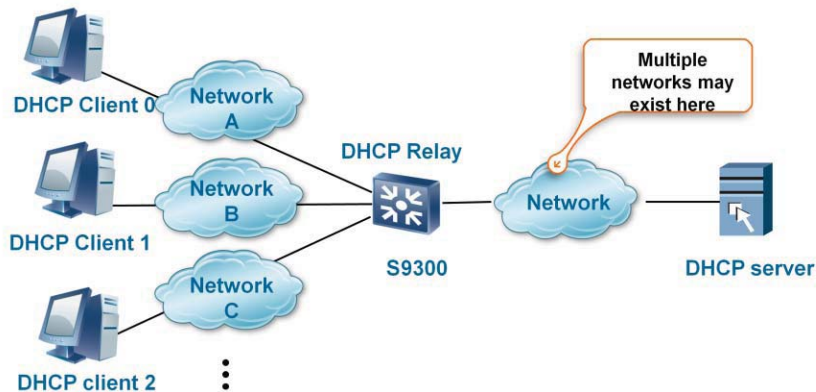 Multiple
networks may
exist here
DHCP Client 0
Network
A
DHCP Relay
DHCP Client 1
Network
B
Network
S9300
DHCP server
Network
C
DHCP client 2